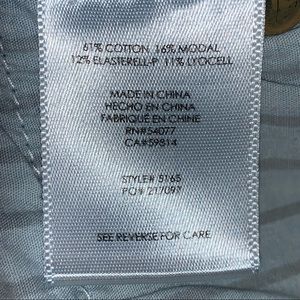 61% COTTON 16% MODAL
12% ELASTERELL-P 11% LYOCELL
MADE IN CHINA
HECHO EN CHINA
FABRIQUÉ EN CHINE
RN#54077
CA#59814
STYLE# 5165
PO# 217097
SEE REVERSE FOR CARE